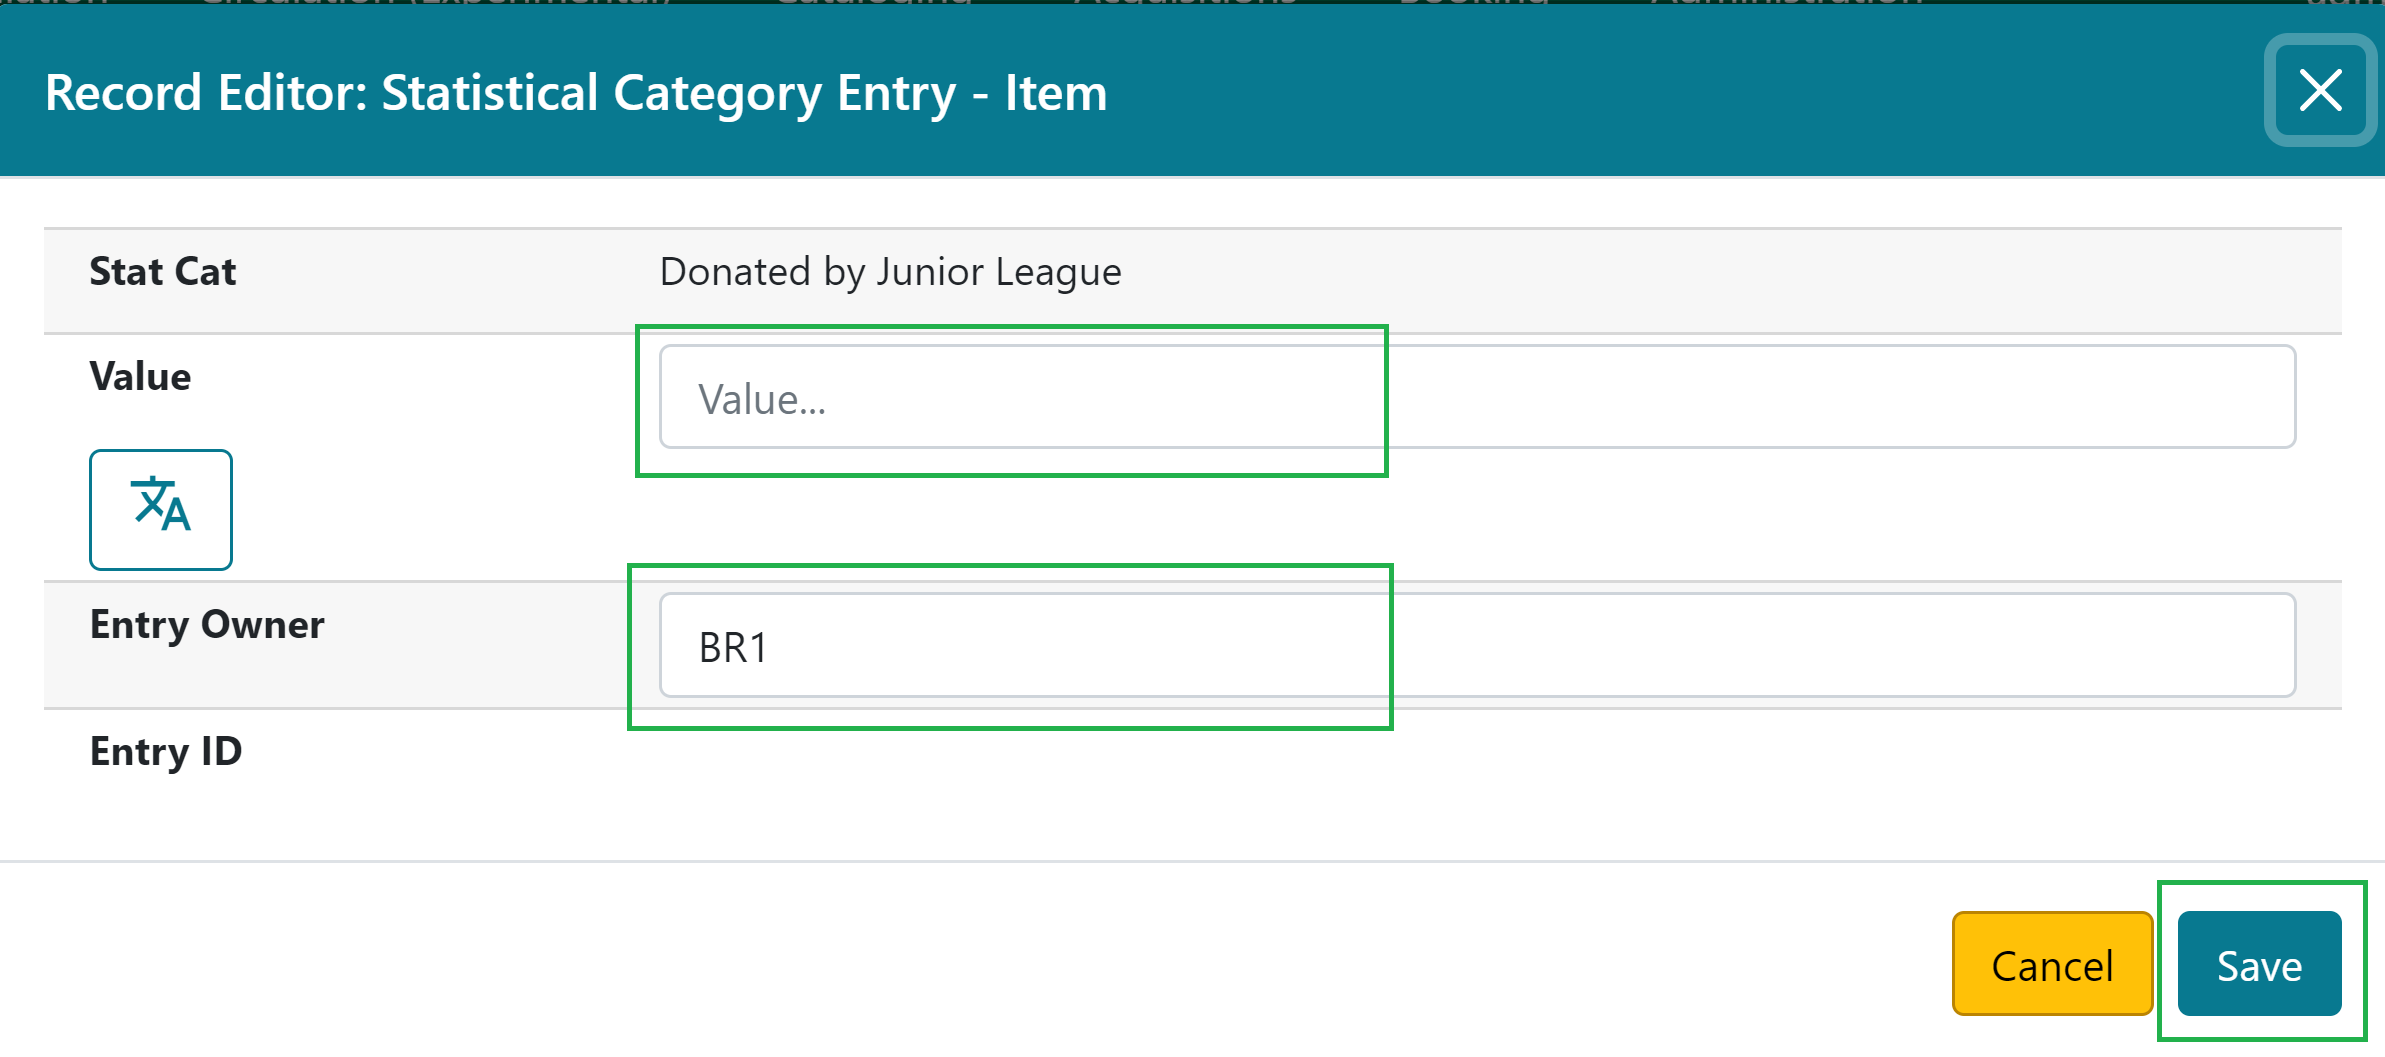 Record Editor: Statistical Category Entry - Item
Stat Cat
Donated by Junior League
Value
Value...
Entry Owner
BR1
Entry ID
Cancel
Save